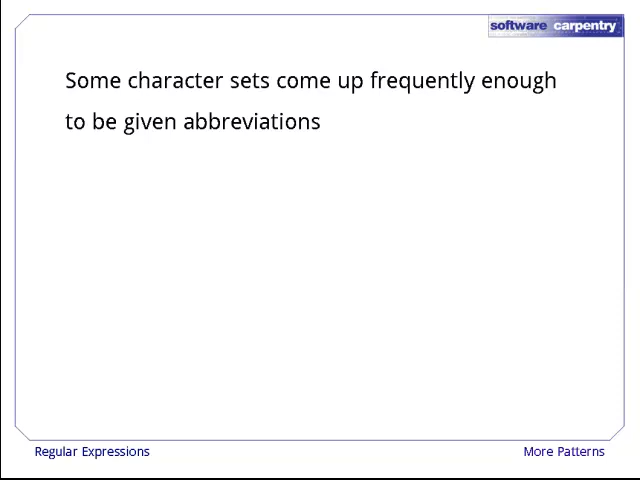 software carpentry
Some character sets come up frequently enough
to be given abbreviations
Regular Expressions
More Patterns